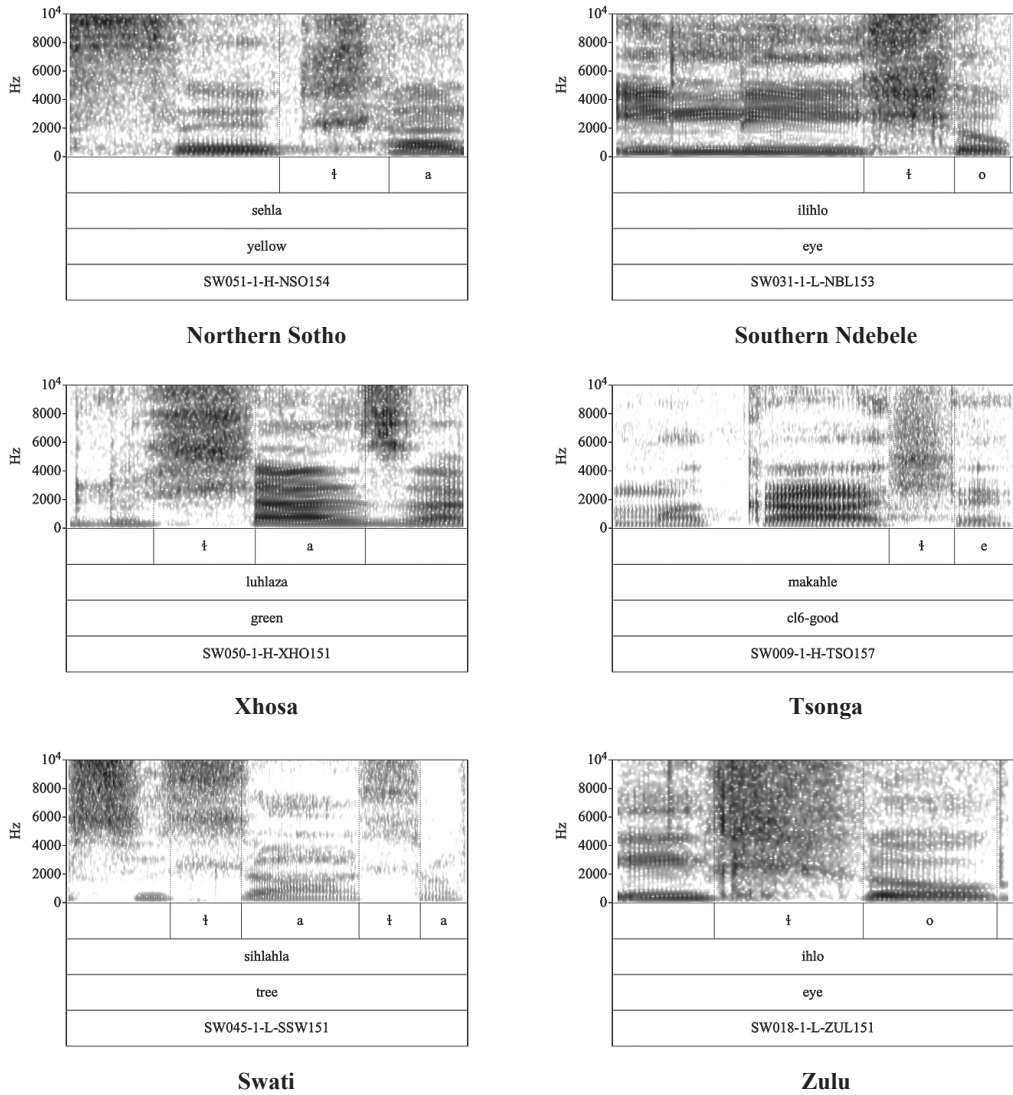 10⁴
8000
6000
4000
2000
0
Hz
ɬ a
sehla
yellow
SW051-1-H-NSO154
Northern Sotho
10⁴
8000
6000
4000
2000
0
Hz
ɬ o
ilihlo
eye
SW031-1-L-NBL153
Southern Ndebele
10⁴
8000
6000
4000
2000
0
Hz
ɬ a
luhlaza
green
SW050-1-H-XHO151
Xhosa
10⁴
8000
6000
4000
2000
0
Hz
ɬ e
makahle
cl6-good
SW009-1-H-TSO157
Tsonga
10⁴
8000
6000
4000
2000
0
Hz
ɬ a ɬ a
sihlahla
tree
SW045-1-L-SSW151
Swati
10⁴
8000
6000
4000
2000
0
Hz
ɬ o
ihlo
eye
SW018-1-L-ZUL151
Zulu